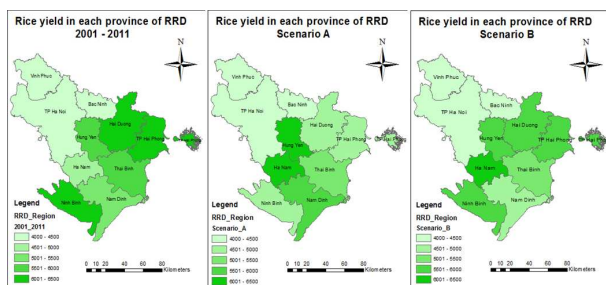 Rice yield in each province of RRD
2001 - 2011
N
Vinh Phuc
TP Ha Noi
Bac Ninh
Hai Duong
Hung Yen
TP Hai Phong
Ha Nam
Thai Binh
Ninh Binh
Nam Dinh
Legend
RRD_Region
2001_2011
4000 - 4500
4501 - 5000
5001 - 5500
5501 - 6000
6001 - 6500
0 10 20 40 60 80
Kilometers
Rice yield in each province of RRD
Scenario A
N
Vinh Phuc
TP Ha Noi
Bac Ninh
Hai Duong
Hung Yen
TP Hai Phong
TP Hai Phong
Ha Nam
Thai Binh
Ninh Binh
Nam Dinh
Legend
RRD_Region
Scenario_A
4000 - 4500
4501 - 5000
5001 - 5500
5501 - 6000
6001 - 6500
0 10 20 40 60 80
Kilometers
Rice yield in each province of RRD
Scenario B
N
Vinh Phuc
TP Ha Noi
Bac Ninh
Hai Duong
Hung Yen
TP Hai Phong
Ha Nam
Thai Binh
Ninh Binh
Nam Dinh
Legend
RRD_Region
Scenario_B
4000 - 4500
4501 - 5000
5001 - 5500
5501 - 6000
6001 - 6500
0 10 20 40 60 80
Kilometers